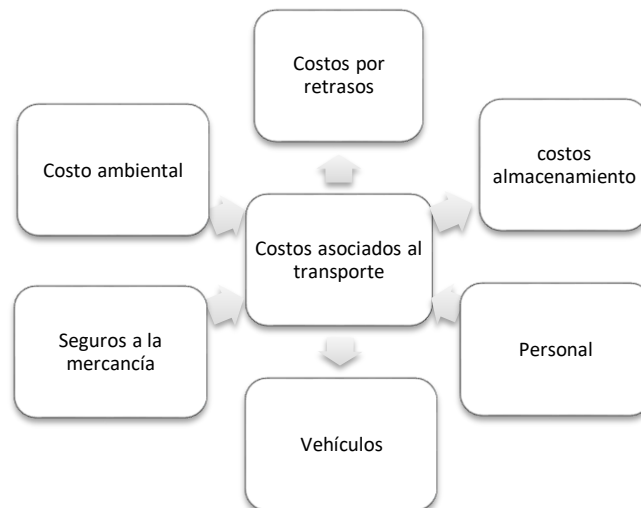 Costos por
retrasos
Costo ambiental
costos
almacenamiento
Costos asociados al
transporte
Seguros a la
mercancía
Personal
Vehículos